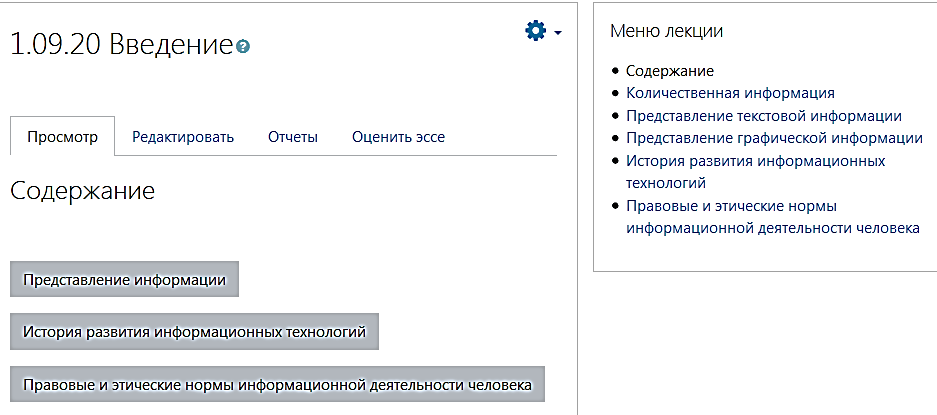 1.09.20 Введение
Просмотр Редактировать Отчеты Оценить эссе
Содержание
Представление информации
История развития информационных технологий
Правовые и этические нормы информационной деятельности человека
Меню лекции
Содержание
Количественная информация
Представление текстовой информации
Представление графической информации
История развития информационных
технологий
Правовые и этические нормы
информационной деятельности человека